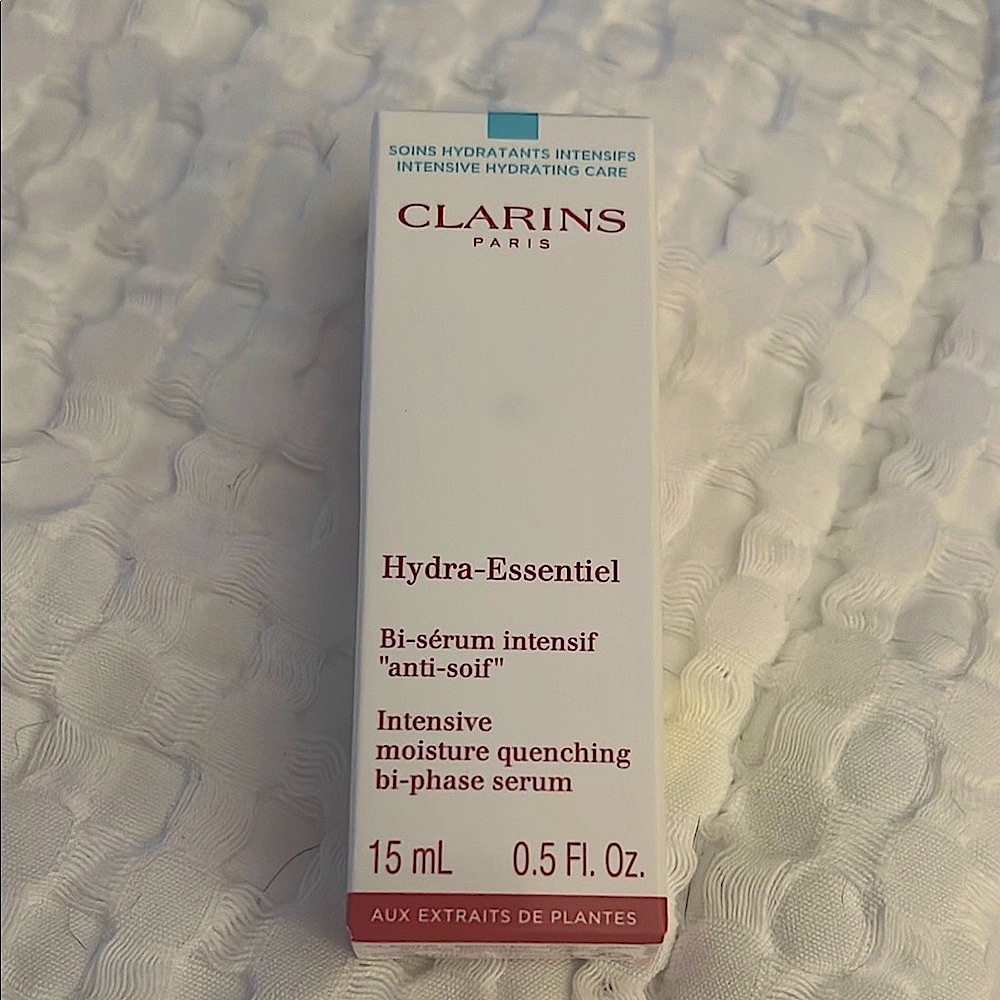 SOINS HYDRATANTS INTENSIFS
INTENSIVE HYDRATING CARE
CLARINS
PARIS
Hydra-Essentiel
Bi-sérum intensif
"anti-soif"
Intensive
moisture quenching
bi-phase serum
15 mL 0.5 Fl. Oz.
AUX EXTRAITS DE PLANTES